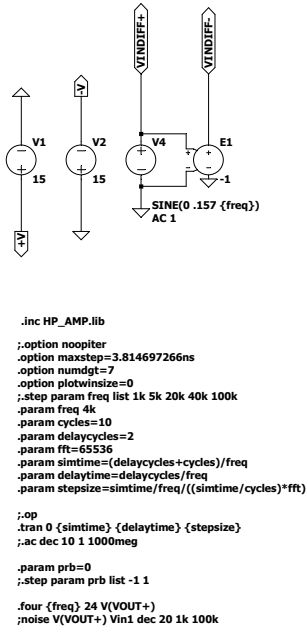 VINDIFF+
VINDIFF-
-V
V1
15
V2
15
V4
E1
-1
+V
SINE(0 .157 {freq})
AC 1
.inc HP_AMP.lib
;.option noopiter
.option maxstep=3.814697266ns
.option numdgt=7
.option plotwinsize=0
;.step param freq list 1k 5k 20k 40k 100k
.param freq 4k
.param cycles=10
.param delaycycles=2
.param fft=65536
.param simtime=(delaycycles+cycles)/freq
.param delaytime=delaycycles/freq
.param stepsize=simtime/freq/((simtime/cycles)*fft)
;.op
.tran 0 {simtime} {delaytime} {stepsize}
;.ac dec 10 1 1000meg
.param prb=0
;.step param prb list -1 1
.four {freq} 24 V(VOUT+)
;noise V(VOUT+) Vin1 dec 20 1k 100k